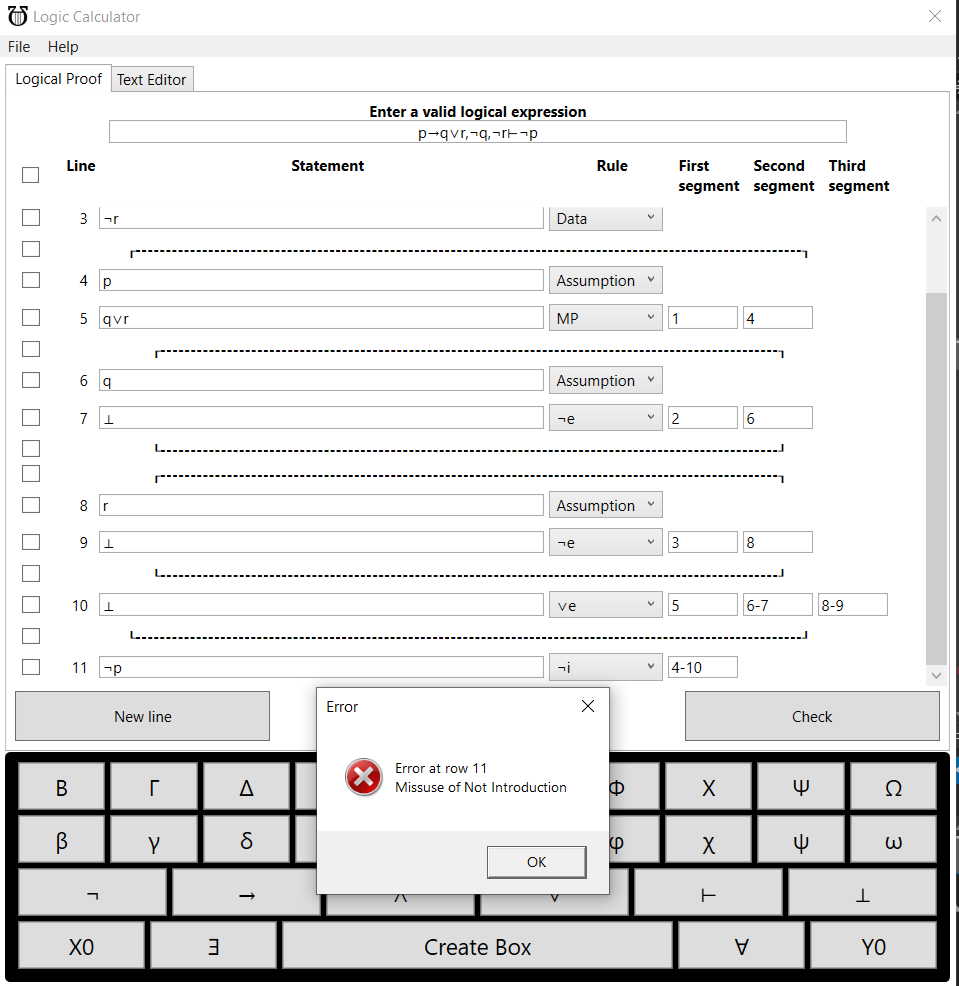 Logic Calculator
File Help
Logical Proof Text Editor
Enter a valid logical expression
p→q∨r,¬q,¬r⊢¬p
Line Statement Rule First segment Second segment Third segment
3 ¬r Data
4 p Assumption
5 q∨r MP 1 4
6 q Assumption
7 ⊥ ¬e 2 6
8 r Assumption
9 ⊥ ¬e 3 8
10 ⊥ ∨e 5 6-7 8-9
11 ¬p ¬i 4-10
New line Check
Error
Error at row 11
Missuse of Not Introduction
OK
Β Γ Δ Φ Χ Ψ Ω
β γ δ φ χ ψ ω
¬ → ∧ ∨ ⊢ ⊥
X0 ∃ Create Box ∀ Y0